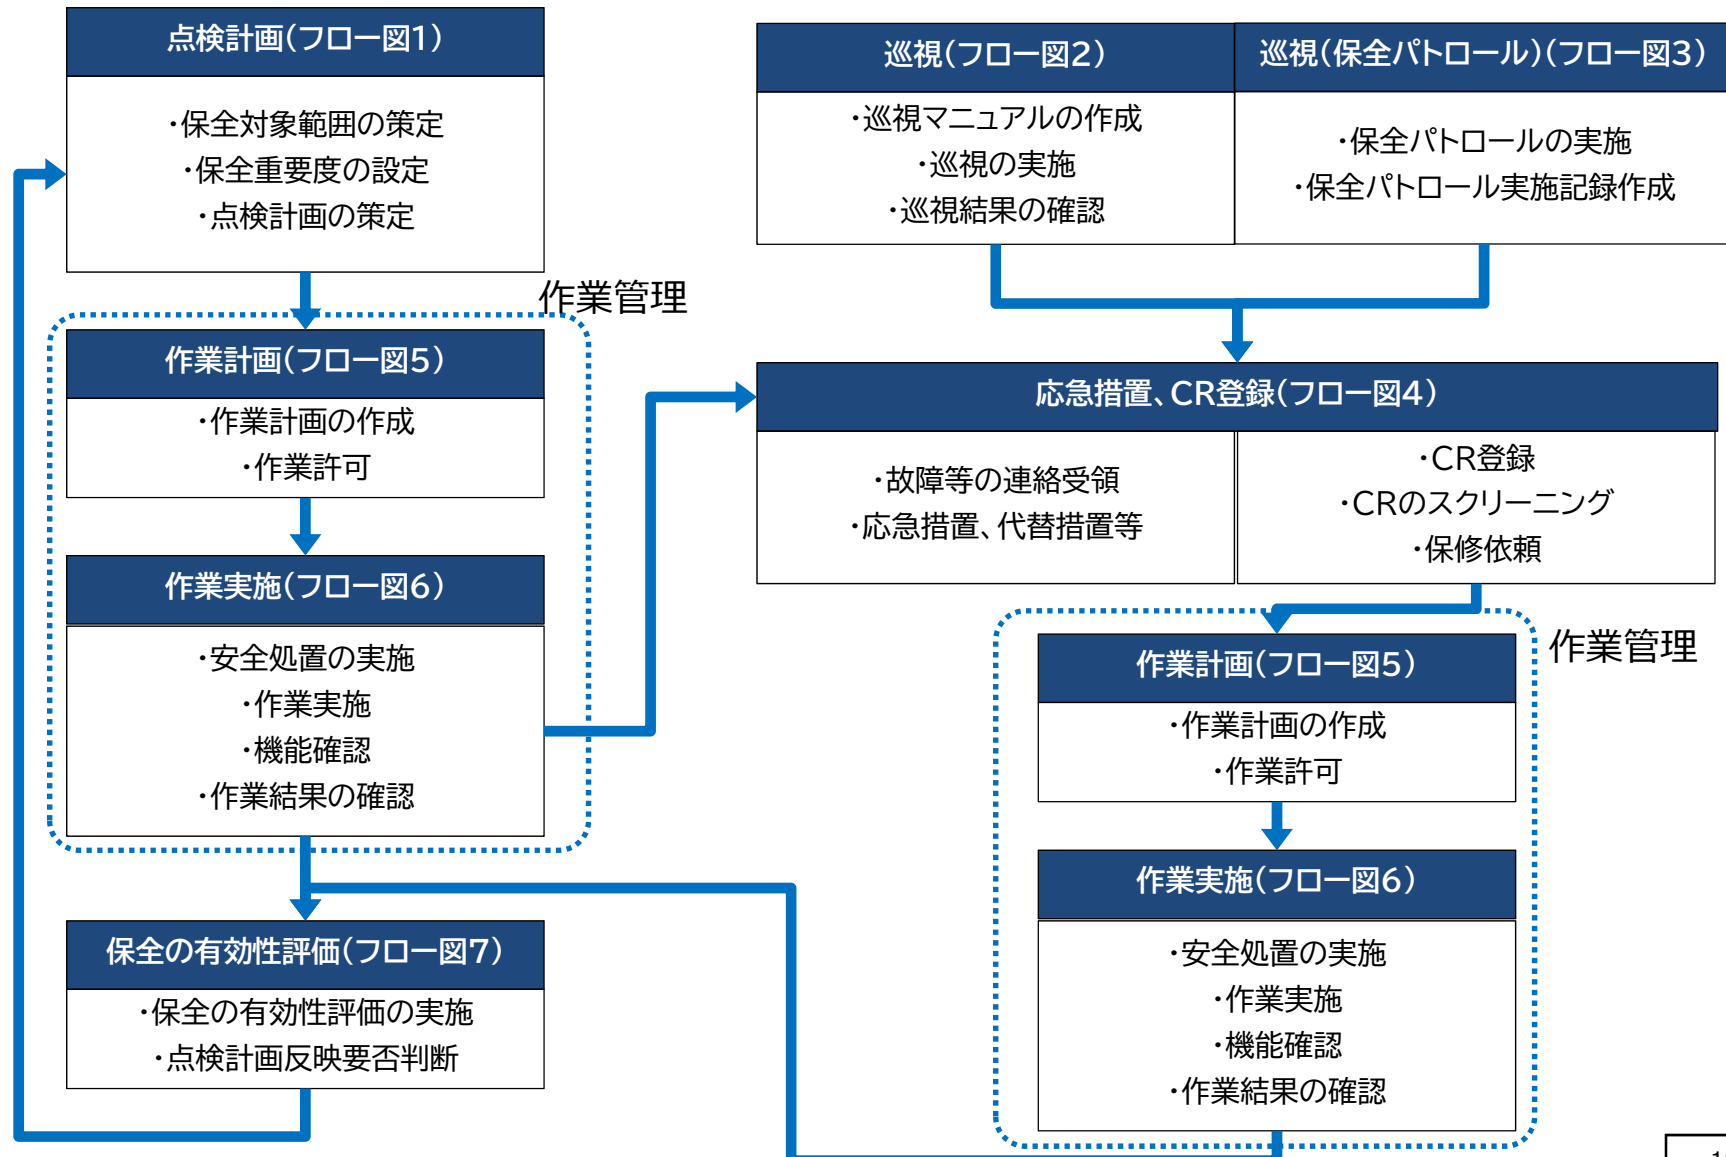 点検計画(フロー図1)
・保全対象範囲の策定
・保全重要度の設定
・点検計画の策定
作業管理
作業計画(フロー図5)
・作業計画の作成
・作業許可
作業実施(フロー図6)
・安全処置の実施
・作業実施
・機能確認
・作業結果の確認
保全の有効性評価(フロー図7)
・保全の有効性評価の実施
・点検計画反映要否判断
巡視(フロー図2)
・巡視マニュアルの作成
・巡視の実施
・巡視結果の確認
巡視(保全パトロール)(フロー図3)
・保全パトロールの実施
・保全パトロール実施記録作成
応急措置、CR登録(フロー図4)
・故障等の連絡受領
・応急措置、代替措置等
・CR登録
・CRのスクリーニング
・保修依頼
作業管理
作業計画(フロー図5)
・作業計画の作成
・作業許可
作業実施(フロー図6)
・安全処置の実施
・作業実施
・機能確認
・作業結果の確認